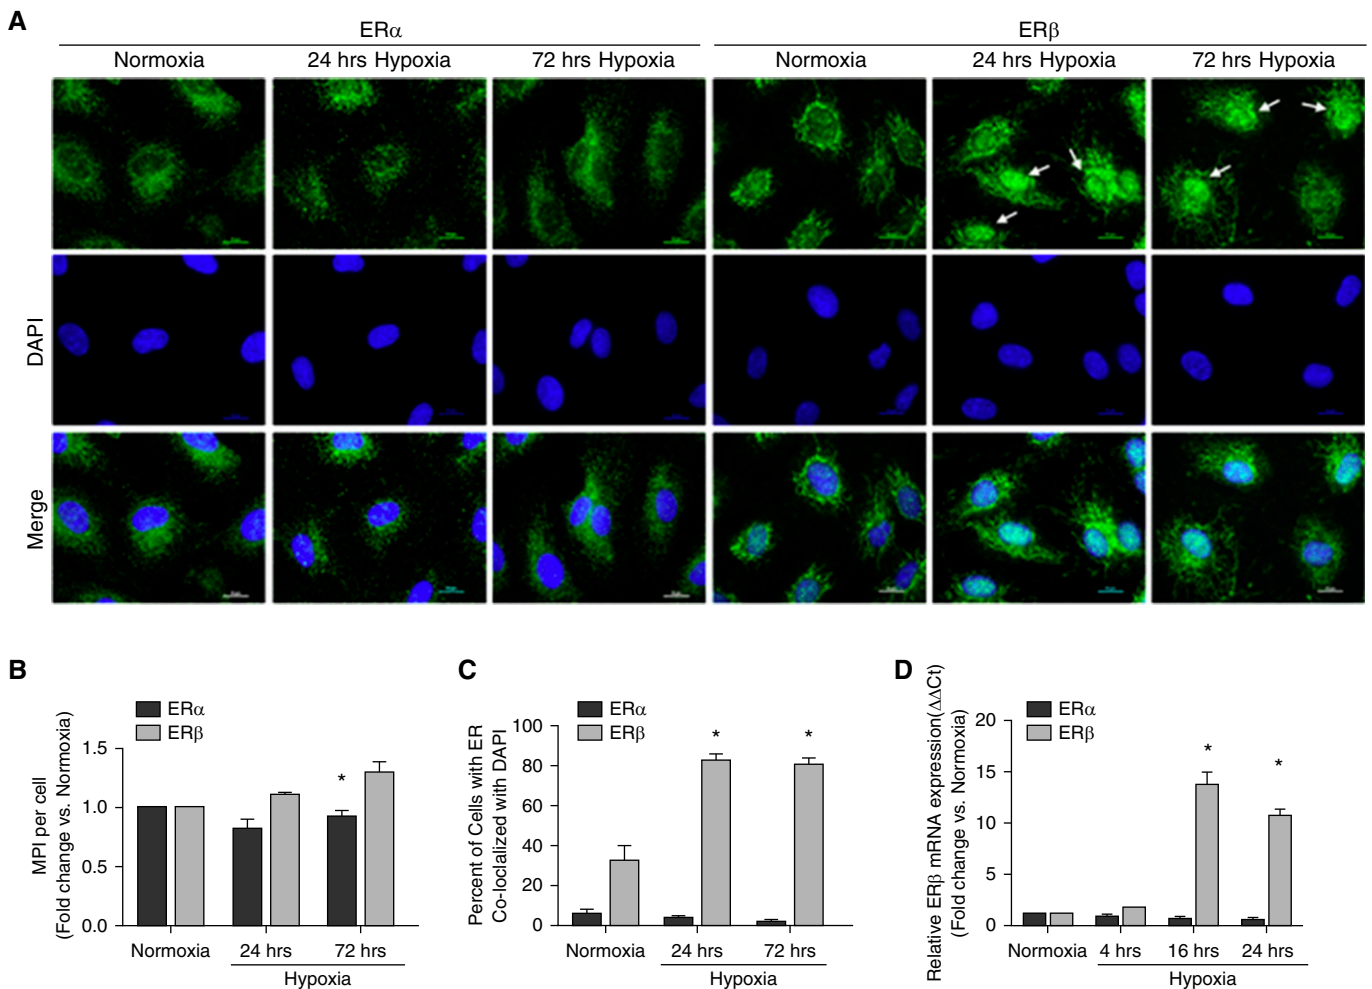 A
ERα
ERβ
Normoxia
24 hrs Hypoxia
72 hrs Hypoxia
Normoxia
24 hrs Hypoxia
72 hrs Hypoxia
DAPI
Merge
B
ERα
ERβ
MPI per cell
(Fold change vs. Normoxia)
1.5
1.0
0.5
0.0
Normoxia
24 hrs
72 hrs
Hypoxia
*
C
ERα
ERβ
Percent of Cells with ER
Co-loclalized with DAPI
100
80
60
40
20
0
Normoxia
24 hrs
72 hrs
Hypoxia
*
*
D
ERα
ERβ
Relative ERβ mRNA expression(ΔΔCt)
(Fold change vs. Normoxia)
20
15
10
5
0
Normoxia
4 hrs
16 hrs
24 hrs
Hypoxia
*
*